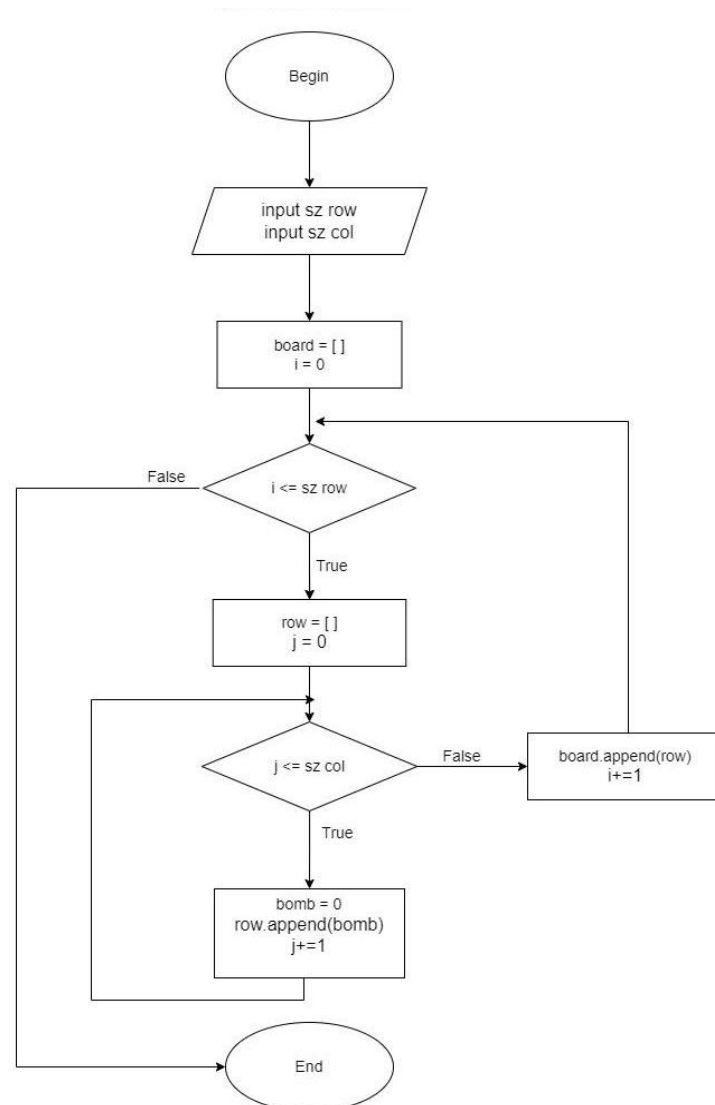 Begin
input sz row
input sz col
board = [ ]
i = 0
False
i <= sz row
True
row = [ ]
j = 0
j <= sz col
False
board.append(row)
i+=1
True
bomb = 0
row.append(bomb)
j+=1
End